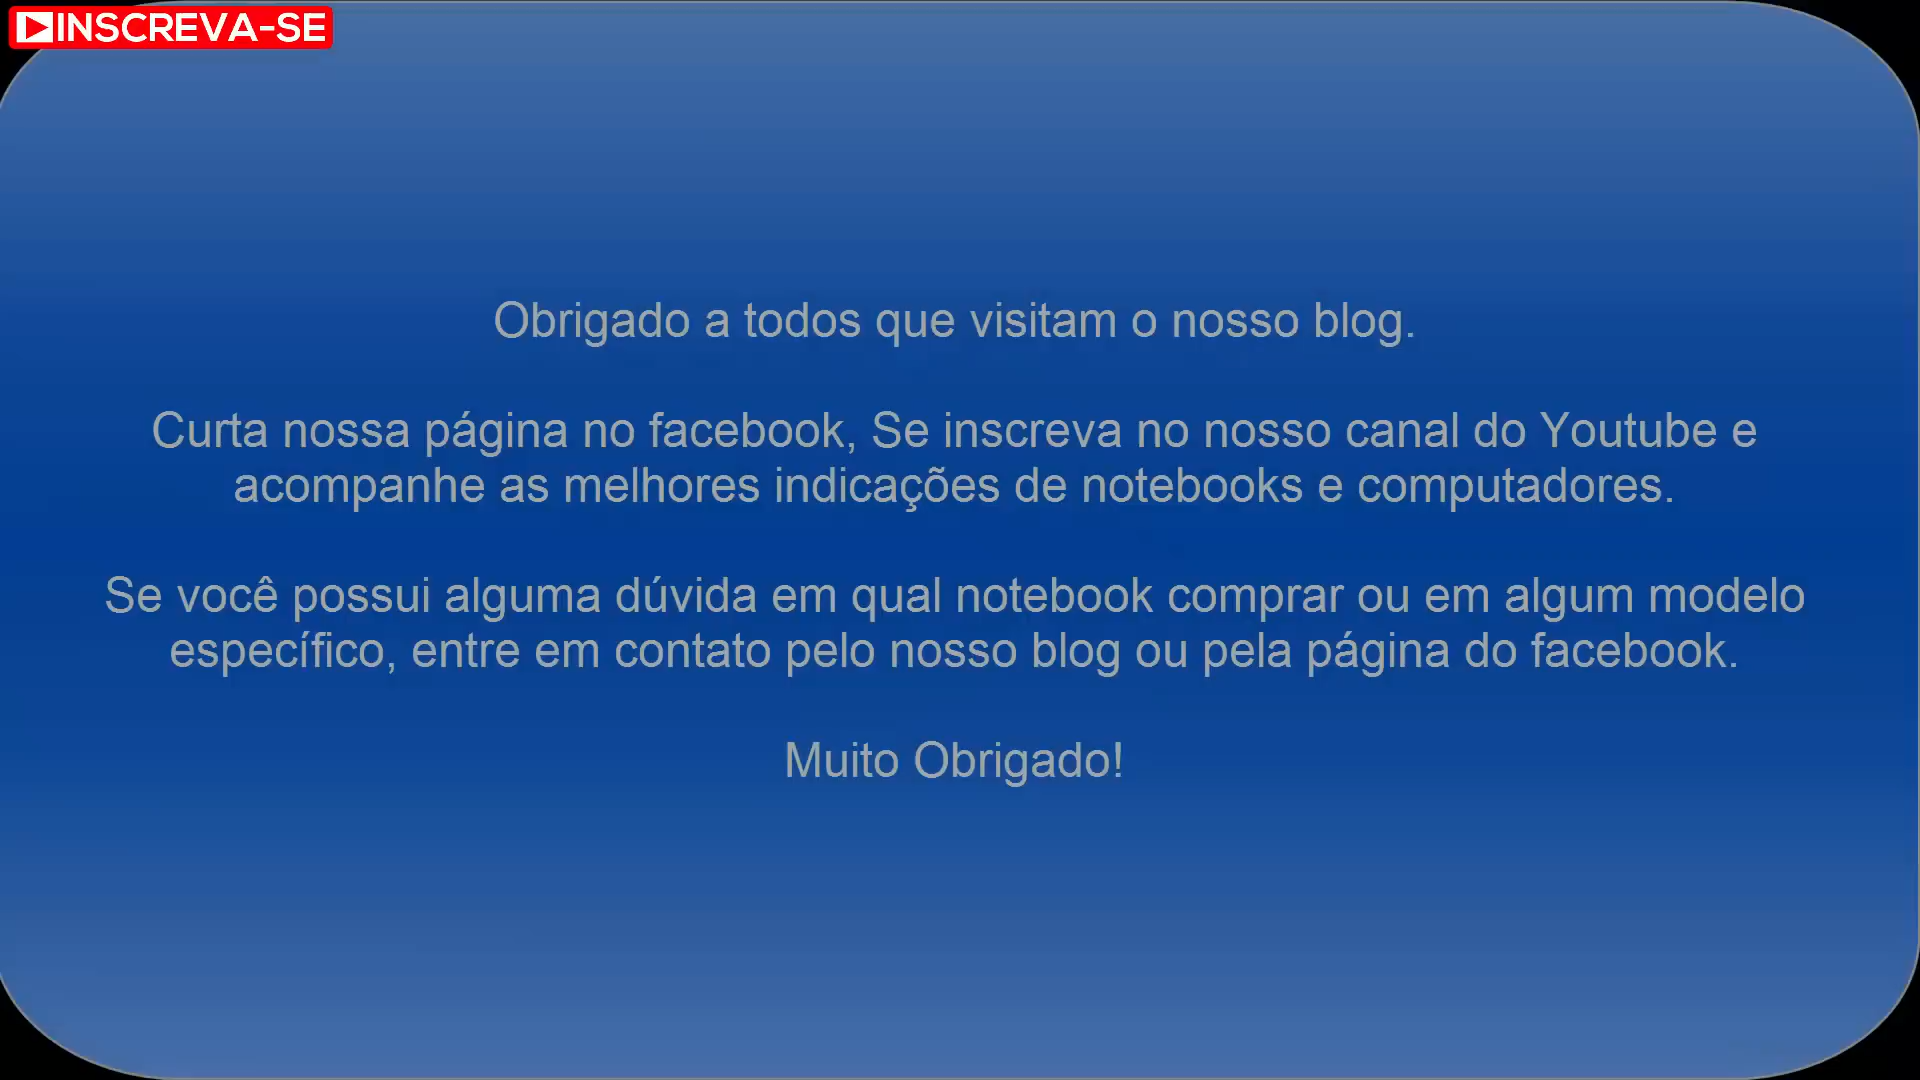 INSCREVA-SE
Obrigado a todos que visitam o nosso blog.
Curta nossa página no facebook, Se inscreva no nosso canal do Youtube e
acompanhe as melhores indicações de notebooks e computadores.
Se você possui alguma dúvida em qual notebook comprar ou em algum modelo
específico, entre em contato pelo nosso blog ou pela página do facebook.
Muito Obrigado!